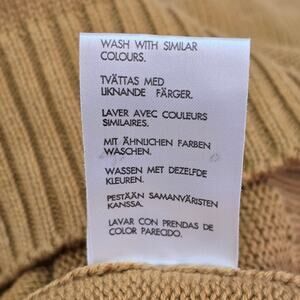 WASH WITH SIMILAR
COLOURS.
TVÄTTAS MED
LIKNANDE FÄRGER.
LAVER AVEC COULEURS
SIMILAIRES.
MIT ÄHNLICHEN FARBEN
WASCHEN.
WASSEN MET DEZELFDE
KLEUREN.
PESTÄÄN SAMANVÄRISTEN
KANSSA.
LAVAR CON PRENDAS DE
COLOR PARECIDO.